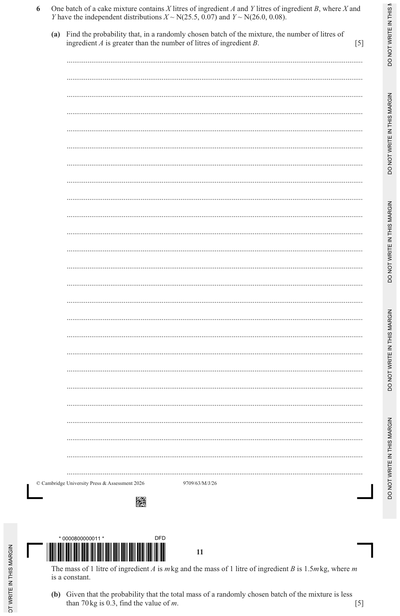 6 One batch of a cake mixture contains X litres of ingredient A and Y litres of ingredient B, where X and
Y have the independent distributions X ~ N(25.5, 0.07) and Y ~ N(26.0, 0.08).
(a) Find the probability that, in a randomly chosen batch of the mixture, the number of litres of
ingredient A is greater than the number of litres of ingredient B. [5]
© Cambridge University Press & Assessment 2026 9709/63/M/J/26
DO NOT WRITE IN THIS MARGIN
DO NOT WRITE IN THIS MARGIN
DO NOT WRITE IN THIS MARGIN
DO NOT WRITE IN THIS MARGIN
DO NOT WRITE IN THIS MARGIN
* 0000800000011 * DFD
11
OT WRITE IN THIS MARGIN
The mass of 1 litre of ingredient A is m kg and the mass of 1 litre of ingredient B is 1.5m kg, where m
is a constant.
(b) Given that the probability that the total mass of a randomly chosen batch of the mixture is less
than 70 kg is 0.3, find the value of m. [5]